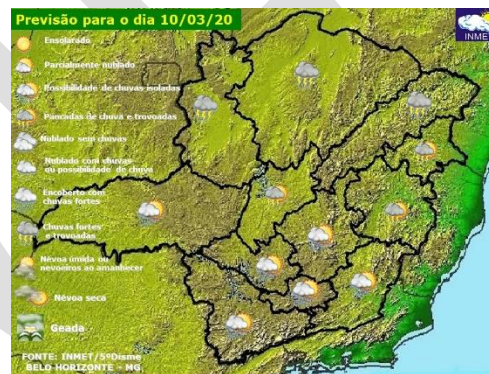 Previsão para o dia 10/03/20
INMET
Ensolarado
Parcialmente nublado
Possibilidade de chuvas isoladas
Pancadas de chuva e trovoadas
Nublado sem chuvas
Nublado com chuvas
ou possibilidade de chuva
Encoberto com
chuvas fortes
Chuvas fortes
e trovoadas
Névoa úmida ou
nevoeiros ao amanhecer
Névoa seca
Geada
FONTE: INMET/5ºDisme
BELO HORIZONTE - MG